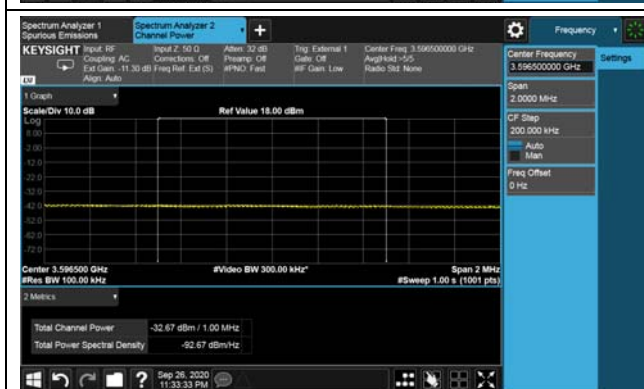 Spectrum Analyzer 1
Spurious Emissions
Spectrum Analyzer 2
Channel Power
+
Frequency
KEYSIGHT
LXI
Input: RF
Coupling: AC
Ext Gain: -11.30 dB
Align: Auto
Input Z: 50 Ω
Corrections: Off
Freq Ref: Ext (S)
Atten: 32 dB
Preamp: Off
#PNO: Fast
Trig: External 1
Gate: Off
#IF Gain: Low
Center Freq: 3.596500000 GHz
Avg|Hold:>5/5
Radio Std: None
Center Frequency
3.596500000 GHz
Settings
Span
2.0000 MHz
CF Step
200.000 kHz
Auto
Man
Freq Offset
0 Hz
1 Graph
Scale/Div 10.0 dB
Ref Value 18.00 dBm
Log
8.00
-2.00
-12.0
-22.0
-32.0
-42.0
-52.0
-62.0
-72.0
Center 3.596500 GHz
#Video BW 300.00 kHz*
Span 2 MHz
#Res BW 100.00 kHz
#Sweep 1.00 s (1001 pts)
2 Metrics
Total Channel Power -32.67 dBm / 1.00 MHz
Total Power Spectral Density -92.67 dBm/Hz
?
Sep 26, 2020
11:33:33 PM